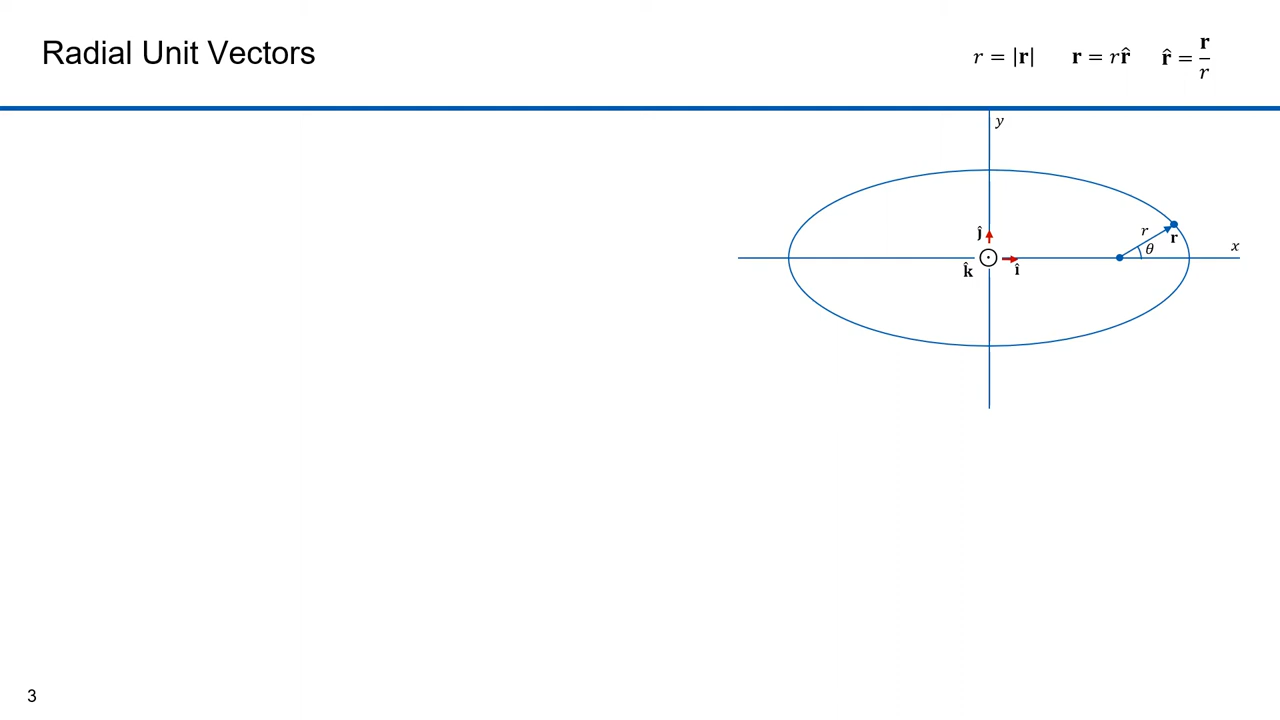 Radial Unit Vectors
r = |𝐫| 𝐫 = r𝐫̂ 𝐫̂ = 𝐫/r
y
ĵ
r
𝐫
θ
x
k̂
î
3